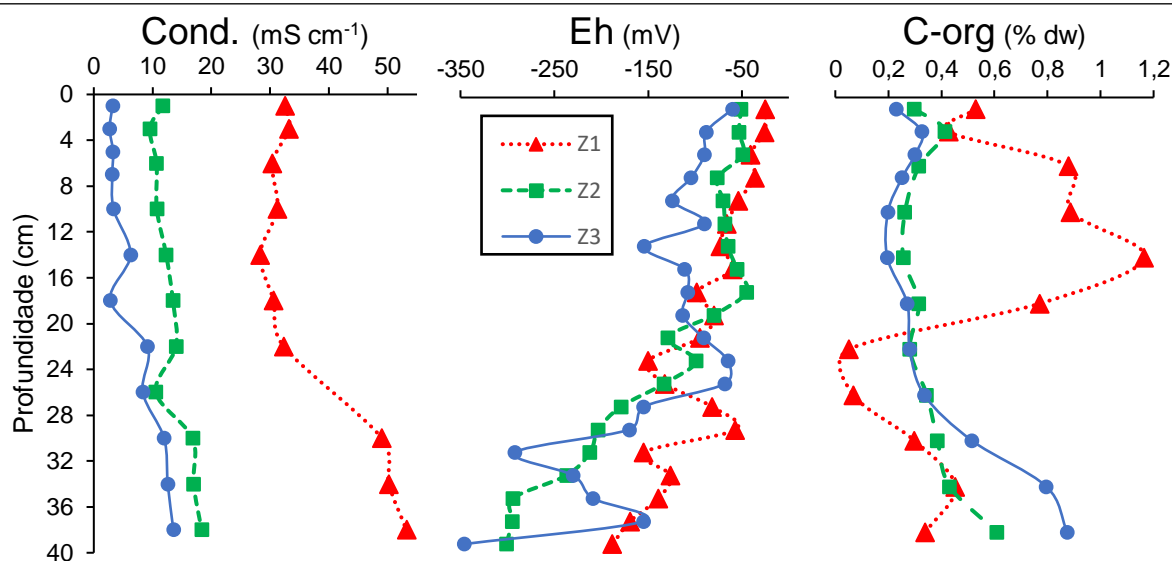 Cond. (mS cm⁻¹) Eh (mV) C-org (% dw)
0 10 20 30 40 50 -350 -250 -150 -50 0 0,2 0,4 0,6 0,8 1 1,2
0
4
8
12
16
20
24
28
32
36
40
Profundidade (cm)
Z1
Z2
Z3